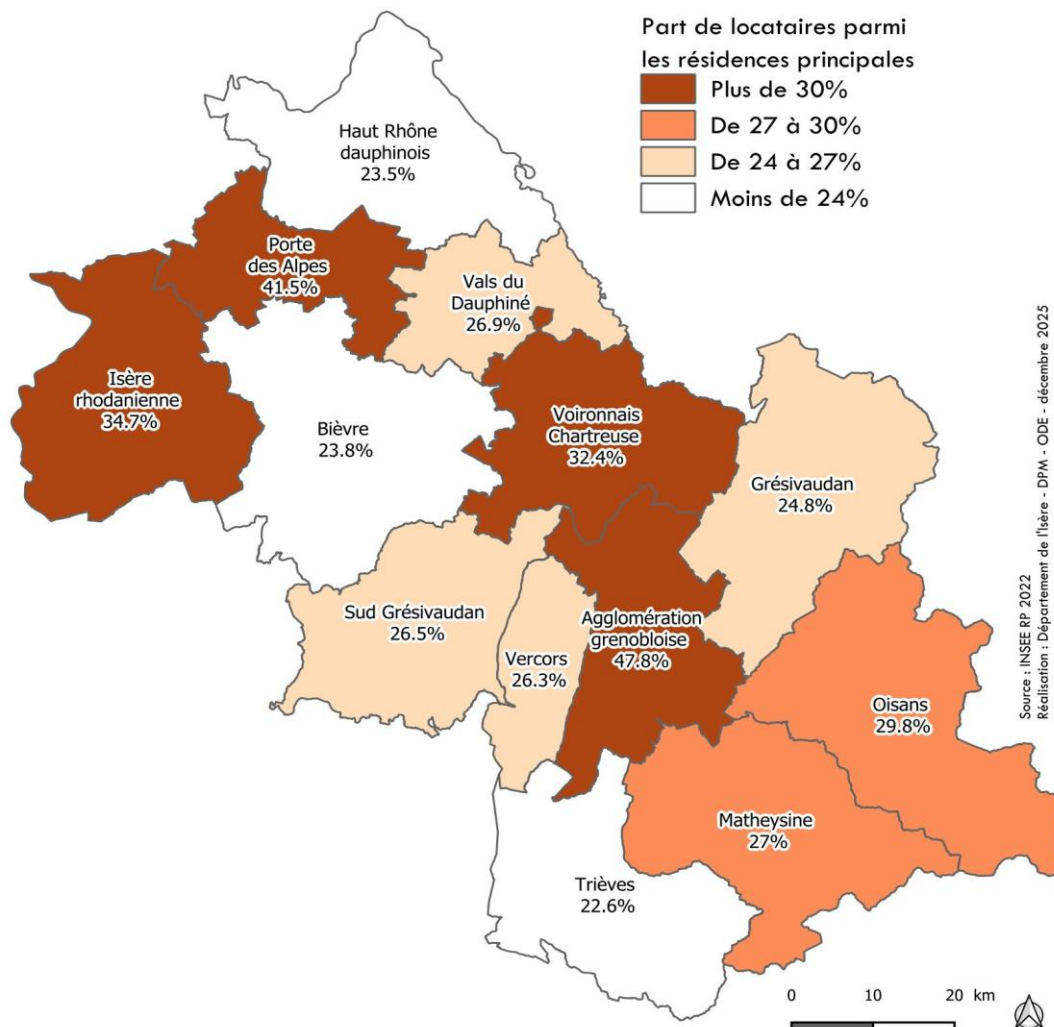 Part de locataires parmi
les résidences principales
Plus de 30%
De 27 à 30%
De 24 à 27%
Moins de 24%
Haut Rhône
dauphinois
23.5%
Porte
des Alpes
41.5%
Vals du
Dauphiné
26.9%
Isère
rhodanienne
34.7%
Bièvre
23.8%
Voironnais
Chartreuse
32.4%
Grésivaudan
24.8%
Sud Grésivaudan
26.5%
Vercors
26.3%
Agglomération
grenobloise
47.8%
Oisans
29.8%
Matheysine
27%
Trièves
22.6%
Source : INSEE RP 2022
Réalisation : Département de l'Isère - DPM - ODE - décembre 2025
0 10 20 km